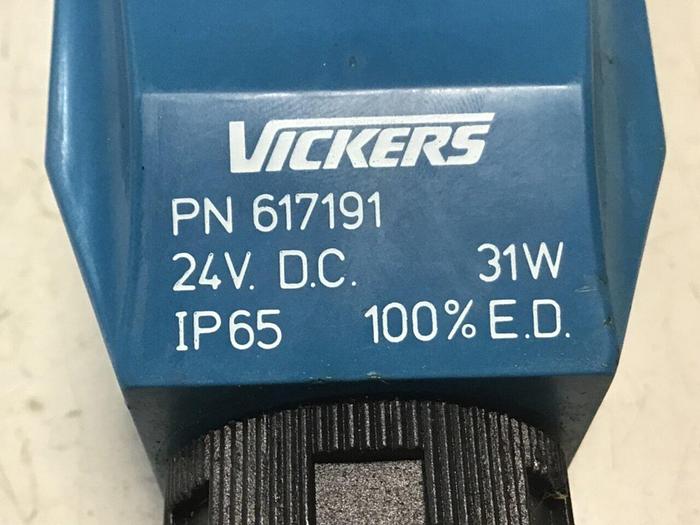 VICKERS
PN 617191
24V. D.C. 31W
IP65 100% E.D.